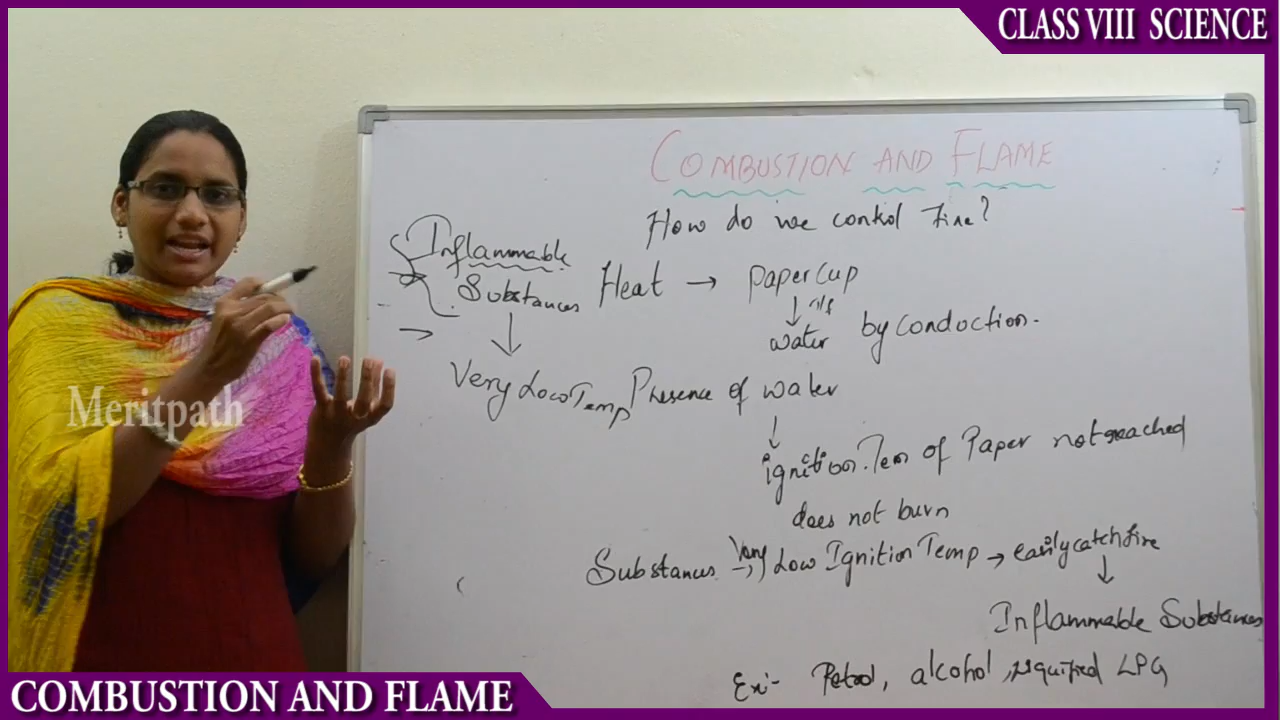 CLASS VIII SCIENCE
COMBUSTION AND FLAME
How do we control Fire?
Inflammable
Substances
Heat → Paper Cup
↓
water by conduction.
↓
Very Low Temp
Presence of water
↓
ignition. Tem of Paper not reached
does not burn
Substances → Very Low Ignition Temp → easily catch fire
↓
Inflammable Substances
Ex:- Petrol, alcohol, LPG
Meritpath
COMBUSTION AND FLAME